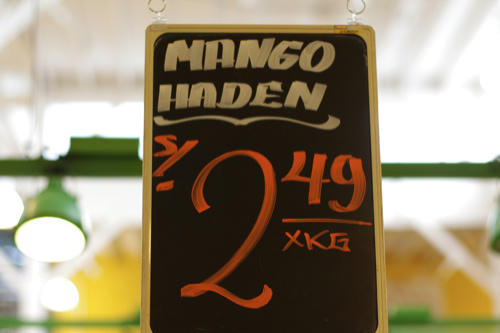 MANGO
HADEN
S/. 2 49
XKG